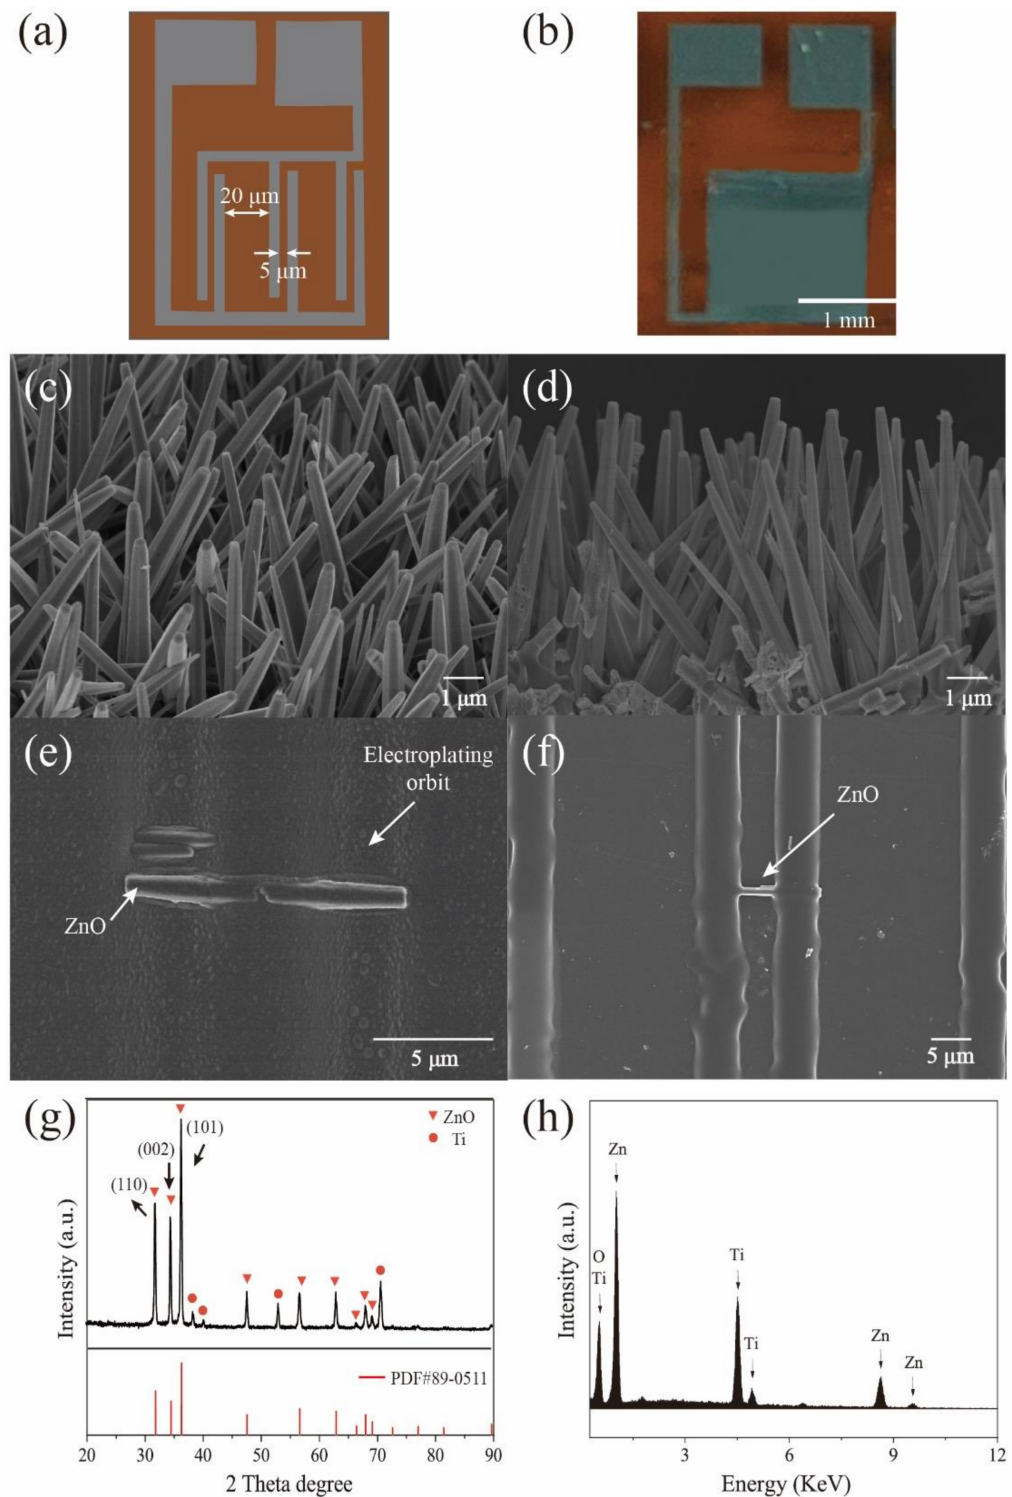 (a)
20 μm
5 μm
(b)
1 mm
(c)
1 μm
(d)
1 μm
(e)
Electroplating
orbit
ZnO
5 μm
(f)
ZnO
5 μm
(g)
ZnO
Ti
(101)
(002)
(110)
Intensity (a.u.)
PDF#89-0511
20 30 40 50 60 70 80 90
2 Theta degree
(h)
Zn
O
Ti
Ti
Ti
Zn
Zn
Intensity (a.u.)
3 6 9 12
Energy (KeV)